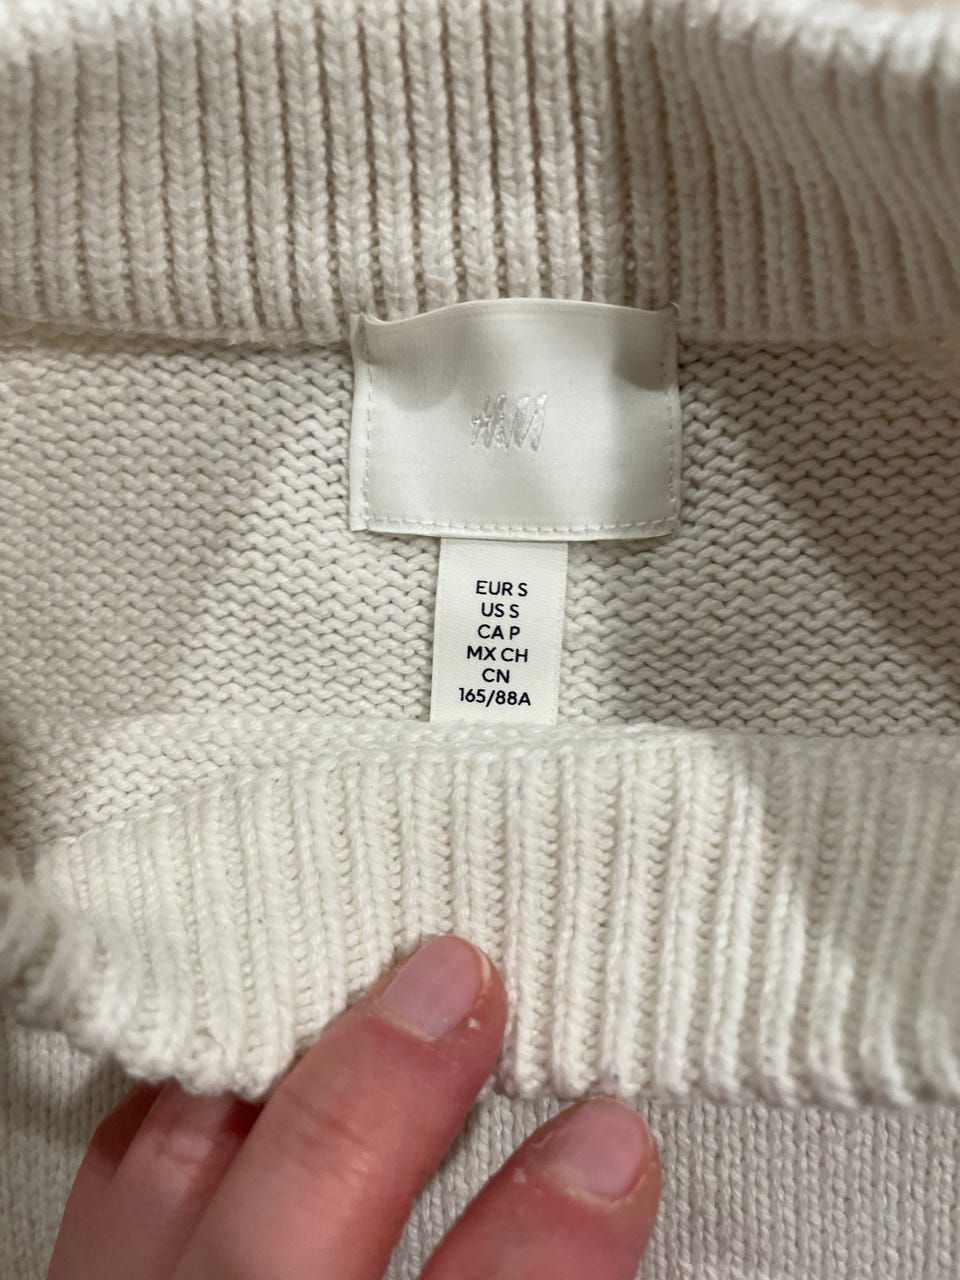 H&M
EUR S
US S
CA P
MX CH
CN
165/88A